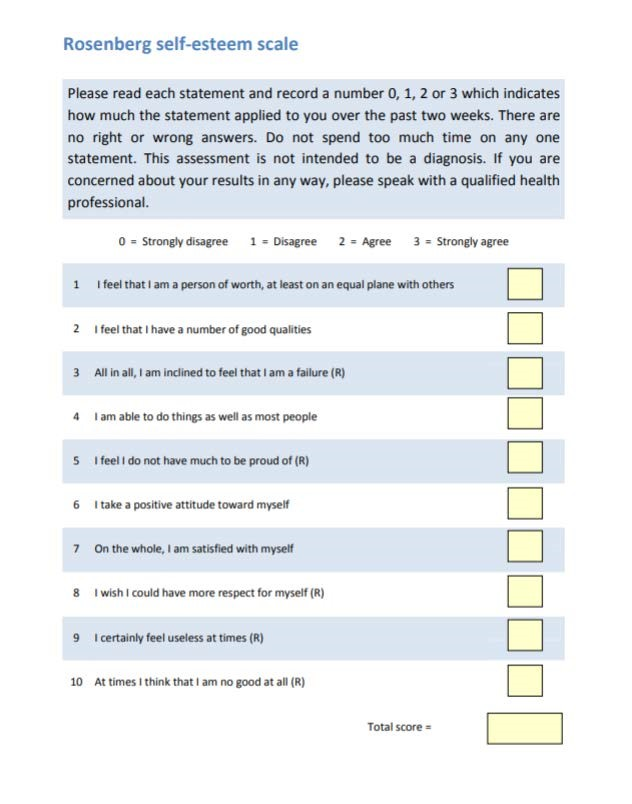 Rosenberg self-esteem scale
Please read each statement and record a number 0, 1, 2 or 3 which indicates
how much the statement applied to you over the past two weeks. There are
no right or wrong answers. Do not spend too much time on any one
statement. This assessment is not intended to be a diagnosis. If you are
concerned about your results in any way, please speak with a qualified health
professional.
0 = Strongly disagree 1 = Disagree 2 = Agree 3 = Strongly agree
1 I feel that I am a person of worth, at least on an equal plane with others
2 I feel that I have a number of good qualities
3 All in all, I am inclined to feel that I am a failure (R)
4 I am able to do things as well as most people
5 I feel I do not have much to be proud of (R)
6 I take a positive attitude toward myself
7 On the whole, I am satisfied with myself
8 I wish I could have more respect for myself (R)
9 I certainly feel useless at times (R)
10 At times I think that I am no good at all (R)
Total score =